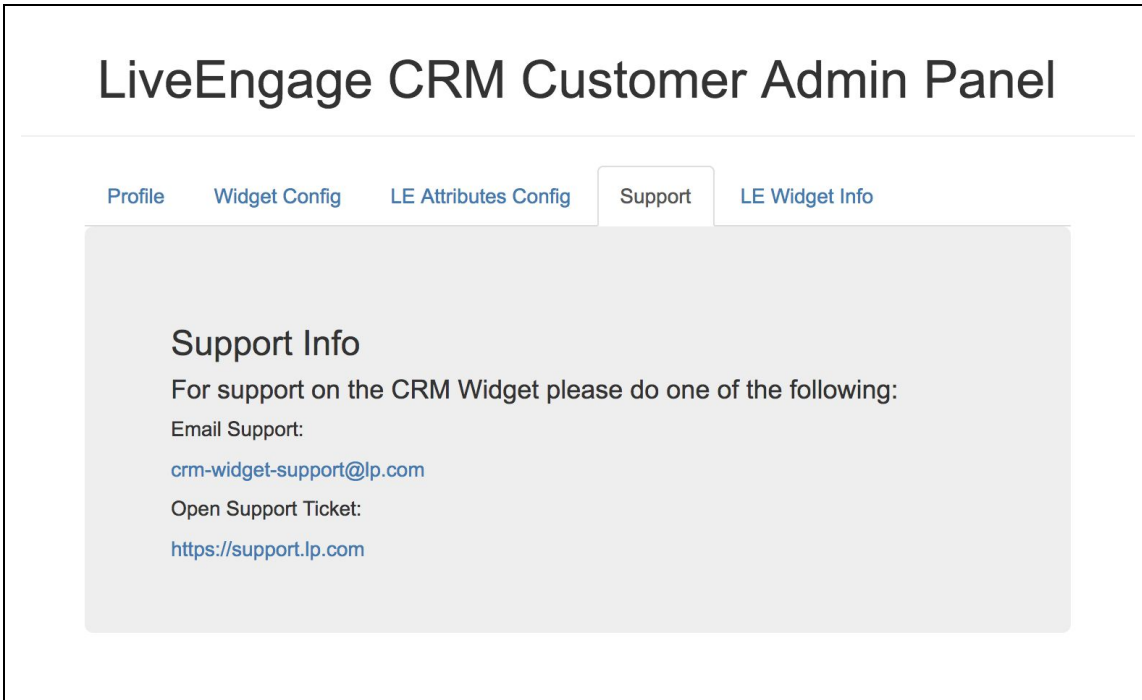 LiveEngage CRM Customer Admin Panel
Profile Widget Config LE Attributes Config Support LE Widget Info
Support Info
For support on the CRM Widget please do one of the following:
Email Support:
crm-widget-support@lp.com
Open Support Ticket:
https://support.lp.com